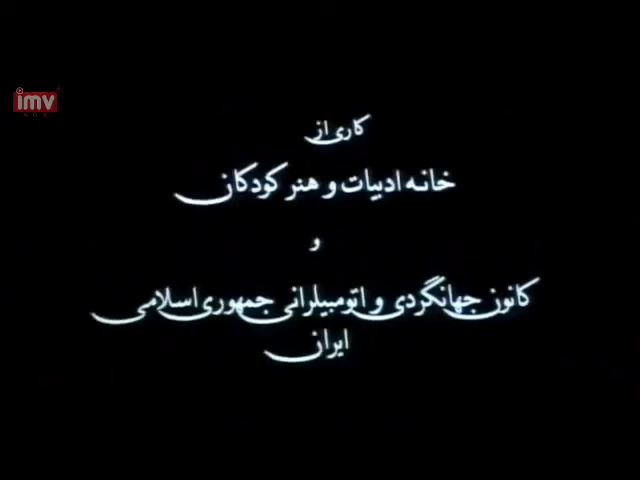 imv
کاری از
خانه ادبیات و هنر کودکان
و
کانون جهانگردی و اتومبیلرانی جمهوری اسلامی
ایران